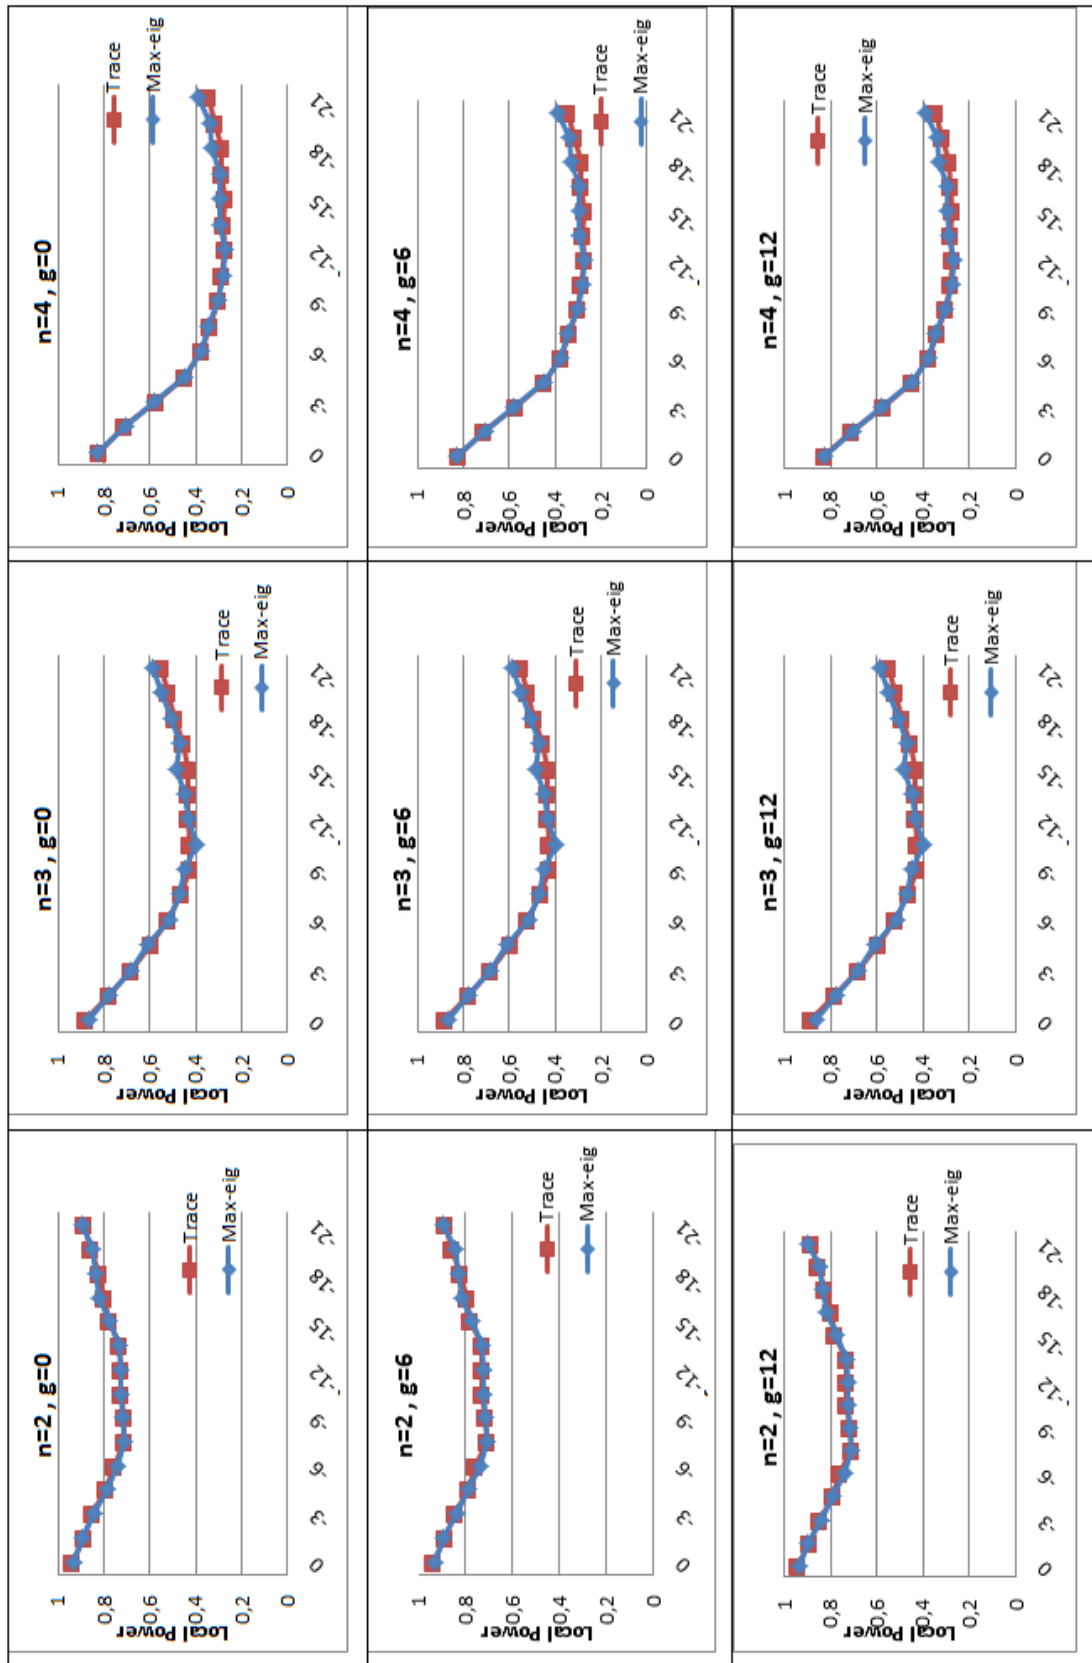 n=2 , g=0
Local Power
1
0,8
0,6
0,4
0,2
0
0 -3 -6 -9 -12 -15 -18 -21
Trace
Max-eig
n=3 , g=0
Local Power
1
0,8
0,6
0,4
0,2
0
0 -3 -6 -9 -12 -15 -18 -21
Trace
Max-eig
n=4 , g=0
Local Power
1
0,8
0,6
0,4
0,2
0
0 -3 -6 -9 -12 -15 -18 -21
Trace
Max-eig
n=2 , g=6
Local Power
1
0,8
0,6
0,4
0,2
0
0 -3 -6 -9 -12 -15 -18 -21
Trace
Max-eig
n=3 , g=6
Local Power
1
0,8
0,6
0,4
0,2
0
0 -3 -6 -9 -12 -15 -18 -21
Trace
Max-eig
n=4 , g=6
Local Power
1
0,8
0,6
0,4
0,2
0
0 -3 -6 -9 -12 -15 -18 -21
Trace
Max-eig
n=2 , g=12
Local Power
1
0,8
0,6
0,4
0,2
0
0 -3 -6 -9 -12 -15 -18 -21
Trace
Max-eig
n=3 , g=12
Local Power
1
0,8
0,6
0,4
0,2
0
0 -3 -6 -9 -12 -15 -18 -21
Trace
Max-eig
n=4 , g=12
Local Power
1
0,8
0,6
0,4
0,2
0
0 -3 -6 -9 -12 -15 -18 -21
Trace
Max-eig